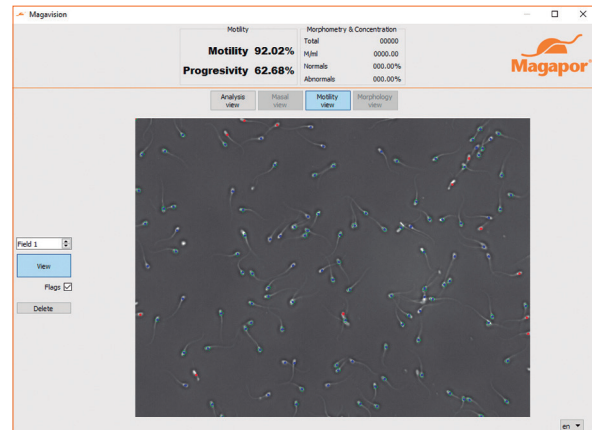 Magavision
Motility
Motility 92.02%
Progresivity 62.68%
Morphometry & Concentration
Total 00000
M/ml 0000.00
Normals 000.00%
Abnormals 000.00%
Magapor®
Analysis view
Masal view
Motility view
Morphology view
Field 1
View
Flags
Delete
en